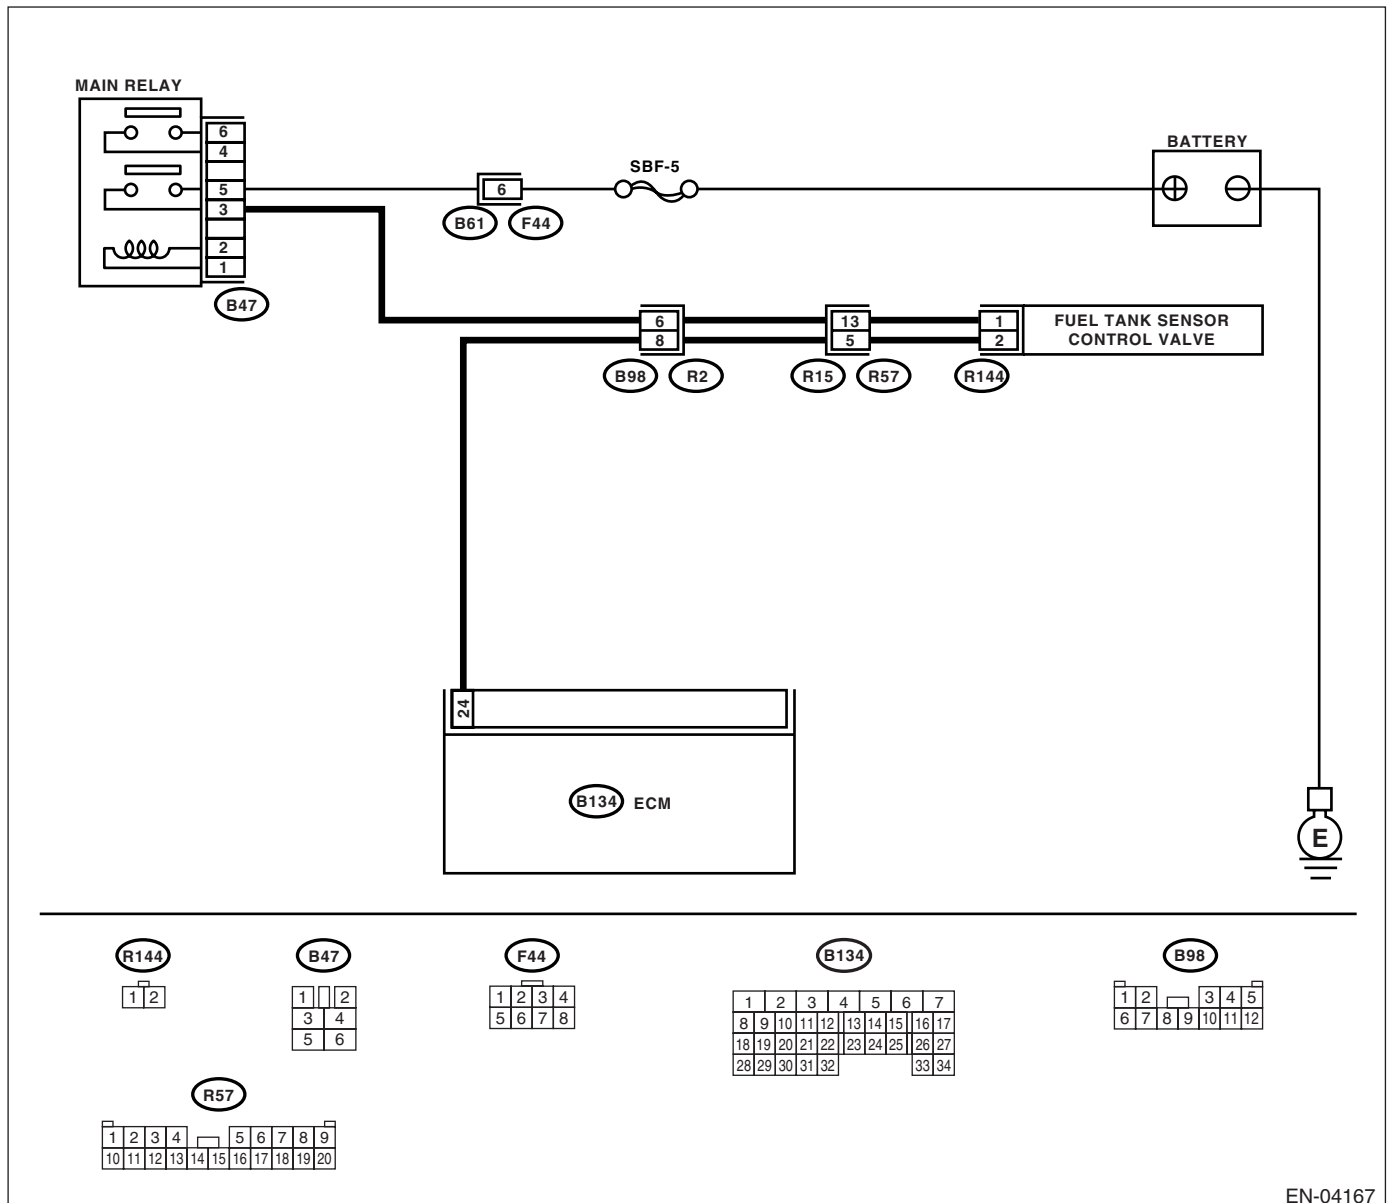 MAIN RELAY
6
4
5
3
2
1
B47
6
B61 F44
SBF-5
BATTERY
6 13 1
8 5 2
FUEL TANK SENSOR
CONTROL VALVE
B98 R2 R15 R57 R144
24
B134 ECM
E
R144
1 2
B47
1 2
3 4
5 6
F44
1 2 3 4
5 6 7 8
B134
1 2 3 4 5 6 7
8 9 10 11 12 13 14 15 16 17
18 19 20 21 22 23 24 25 26 27
28 29 30 31 32 33 34
B98
1 2 3 4 5
6 7 8 9 10 11 12
R57
1 2 3 4 5 6 7 8 9
10 11 12 13 14 15 16 17 18 19 20
EN-04167